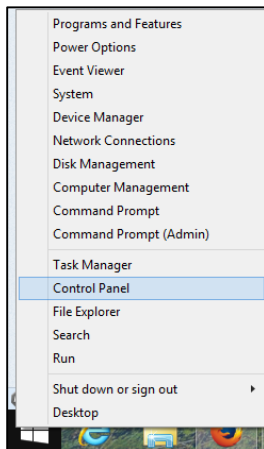 Programs and Features
Power Options
Event Viewer
System
Device Manager
Network Connections
Disk Management
Computer Management
Command Prompt
Command Prompt (Admin)
Task Manager
Control Panel
File Explorer
Search
Run
Shut down or sign out
Desktop